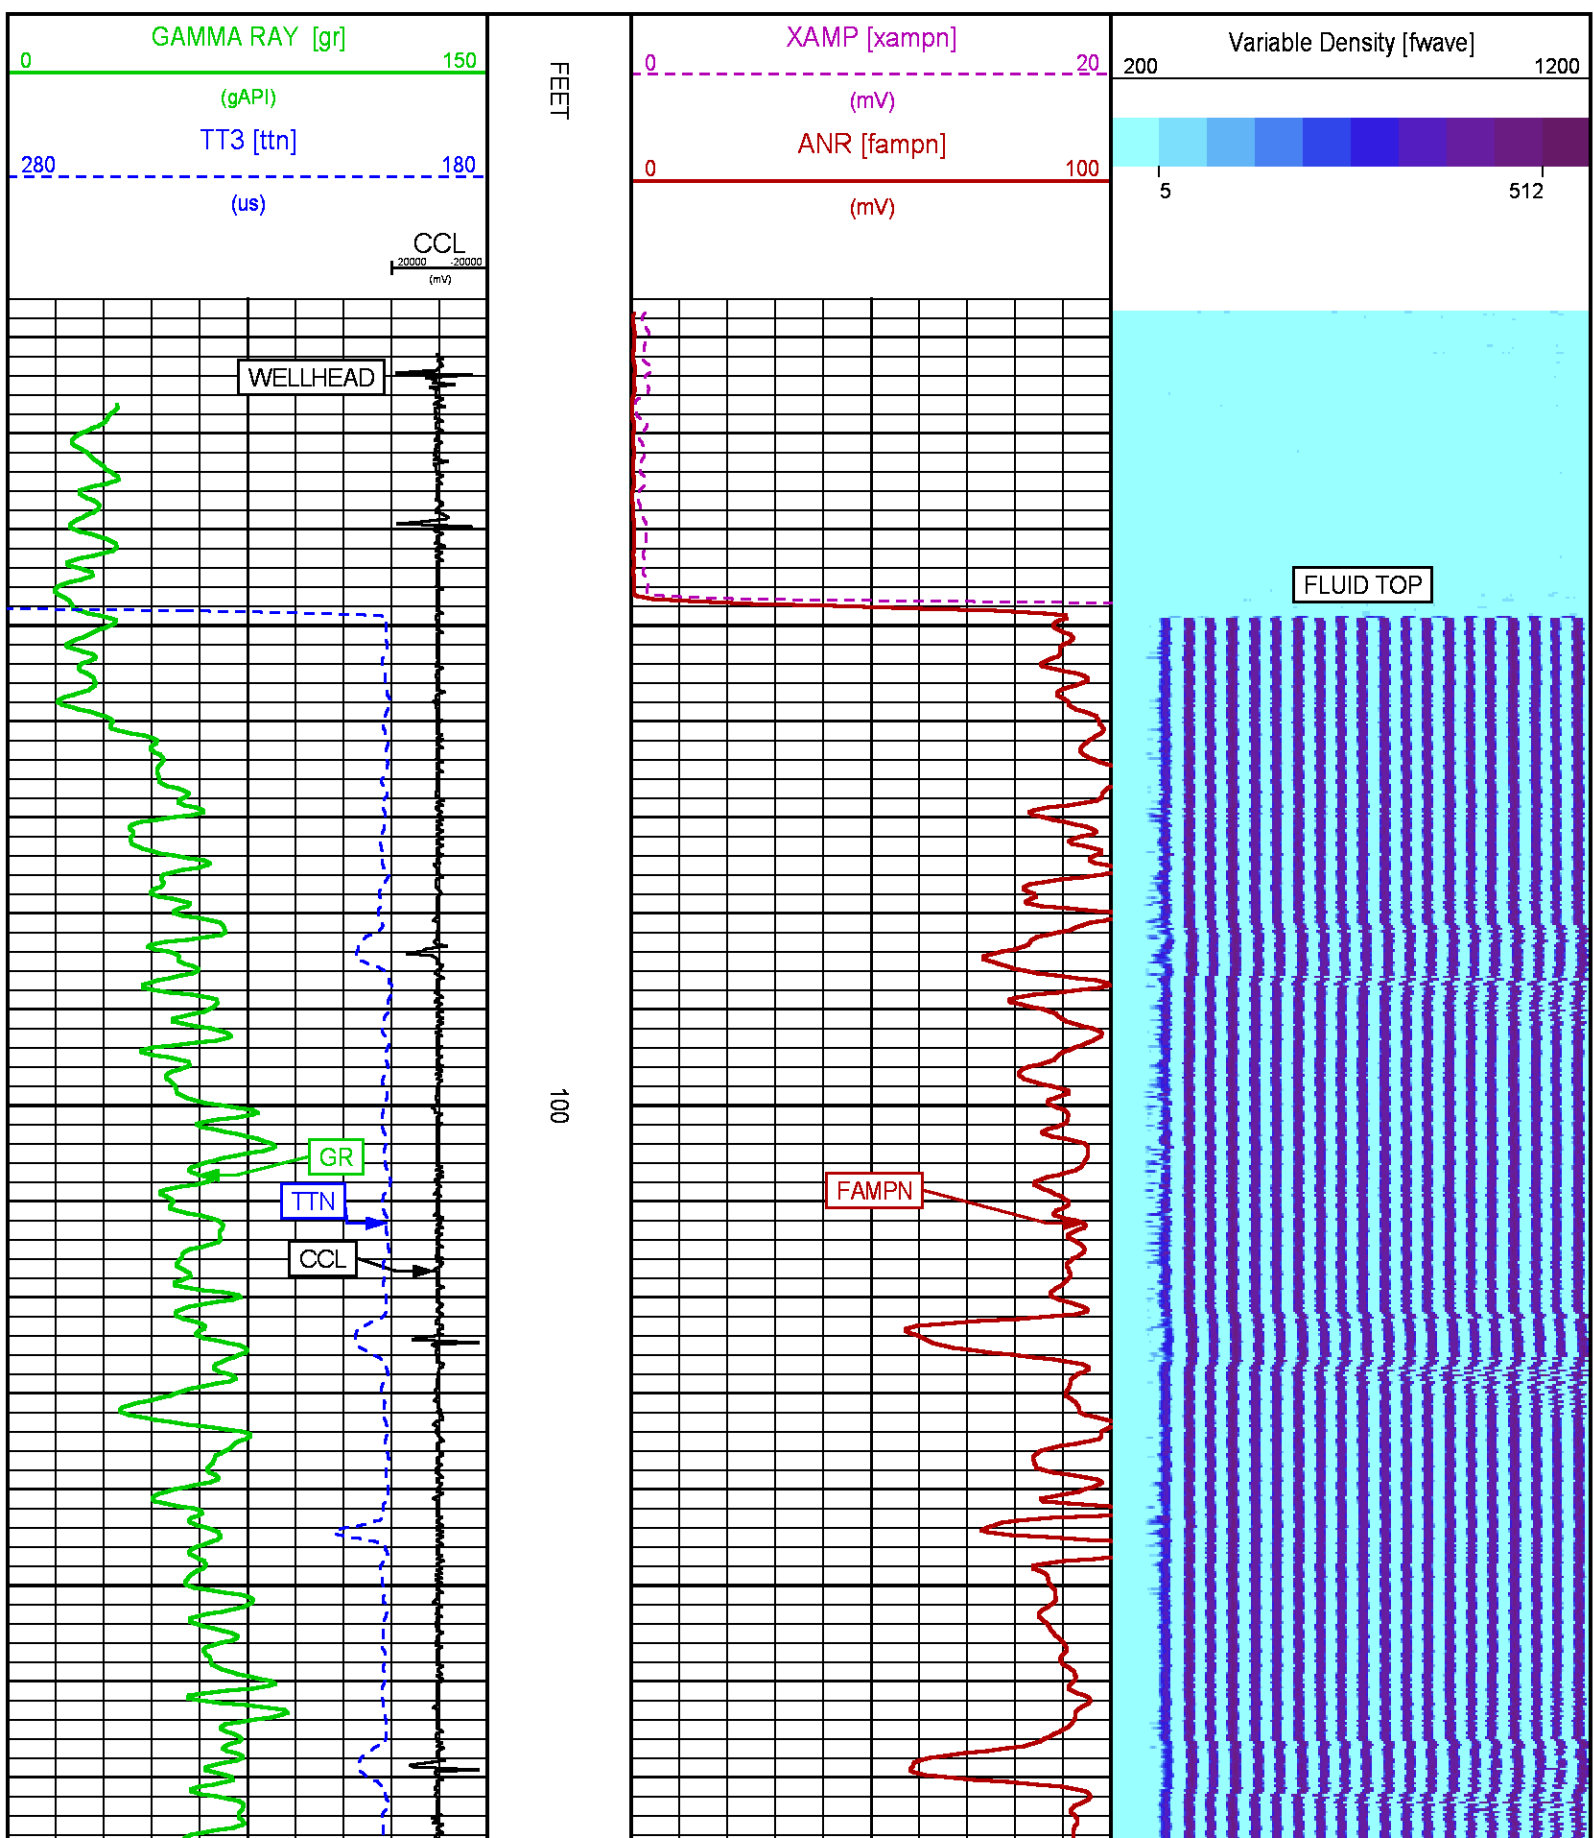 GAMMA RAY [gr]
0 150
(gAPI)
TT3 [ttn]
280 180
(us)
CCL
20000 -20000
(mV)
FEET
XAMP [xampn]
0 20
(mV)
ANR [fampn]
0 100
(mV)
Variable Density [fwave]
200 1200
5 512
WELLHEAD
FLUID TOP
100
GR
TTN
FAMPN
CCL